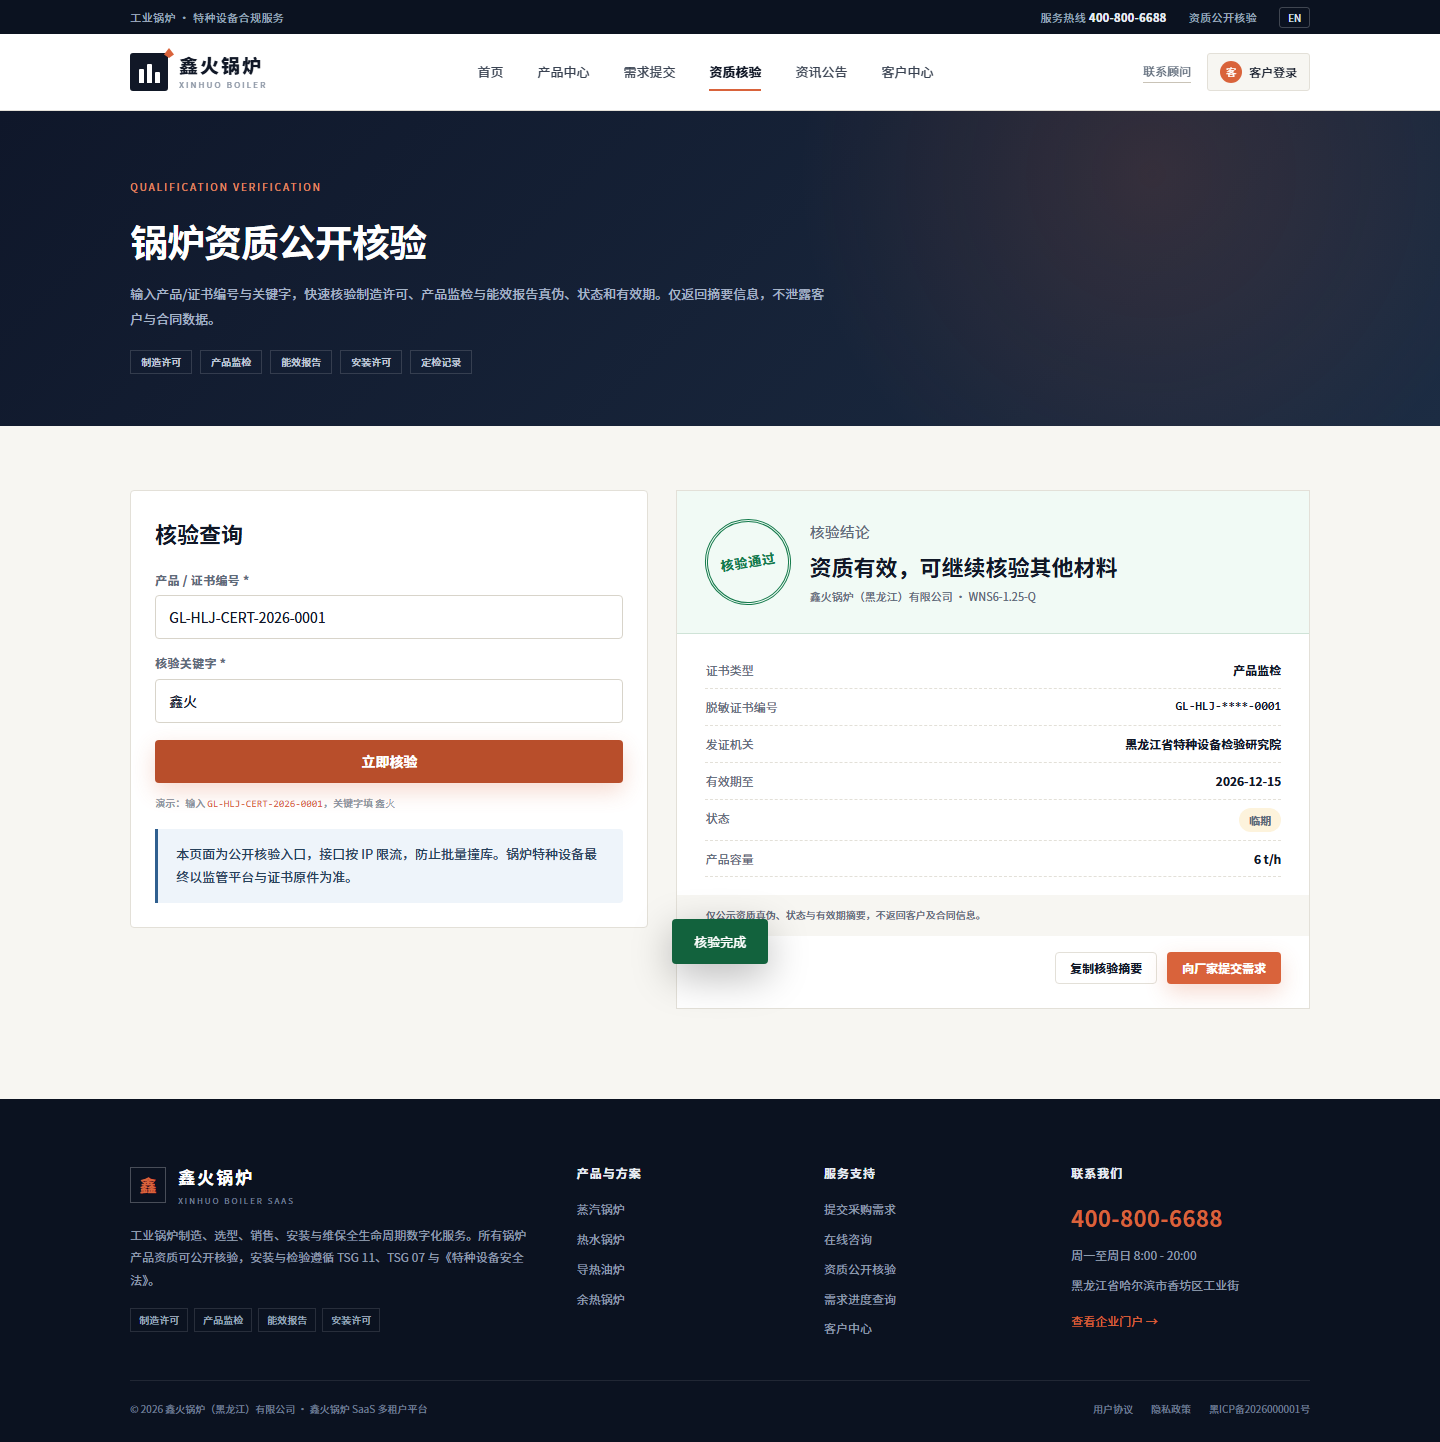 工业锅炉 · 特种设备合规服务
服务热线 400-800-6688 资质公开核验 EN
鑫火锅炉
XINHUO BOILER
首页 产品中心 需求提交 资质核验 资讯公告 客户中心
联系顾问 客 客户登录
QUALIFICATION VERIFICATION
锅炉资质公开核验
输入产品/证书编号与关键字，快速核验制造许可、产品监检与能效报告真伪、状态和有效期。仅返回摘要信息，不泄露客
户与合同数据。
制造许可 产品监检 能效报告 安装许可 定检记录
核验查询
产品 / 证书编号 *
GL-HLJ-CERT-2026-0001
核验关键字 *
鑫火
立即核验
演示：输入 GL-HLJ-CERT-2026-0001，关键字填 鑫火
本页面为公开核验入口，接口按 IP 限流，防止批量撞库。锅炉特种设备最
终以监管平台与证书原件为准。
核验通过
核验结论
资质有效，可继续核验其他材料
鑫火锅炉（黑龙江）有限公司 · WNS6-1.25-Q
证书类型 产品监检
脱敏证书编号 GL-HLJ-****-0001
发证机关 黑龙江省特种设备检验研究院
有效期至 2026-12-15
状态 临期
产品容量 6 t/h
仅公示资质真伪、状态与有效期摘要，不返回客户及合同信息。
核验完成
复制核验摘要 向厂家提交需求
鑫 鑫火锅炉
XINHUO BOILER SAAS
工业锅炉制造、选型、销售、安装与维保全生命周期数字化服务。所有锅炉
产品资质可公开核验，安装与检验遵循 TSG 11、TSG 07 与《特种设备安全
法》。
制造许可 产品监检 能效报告 安装许可
产品与方案
蒸汽锅炉
热水锅炉
导热油炉
余热锅炉
服务支持
提交采购需求
在线咨询
资质公开核验
需求进度查询
客户中心
联系我们
400-800-6688
周一至周日 8:00 - 20:00
黑龙江省哈尔滨市香坊区工业街
查看企业门户 →
© 2026 鑫火锅炉（黑龙江）有限公司 · 鑫火锅炉 SaaS 多租户平台
用户协议 隐私政策 黑ICP备2026000001号